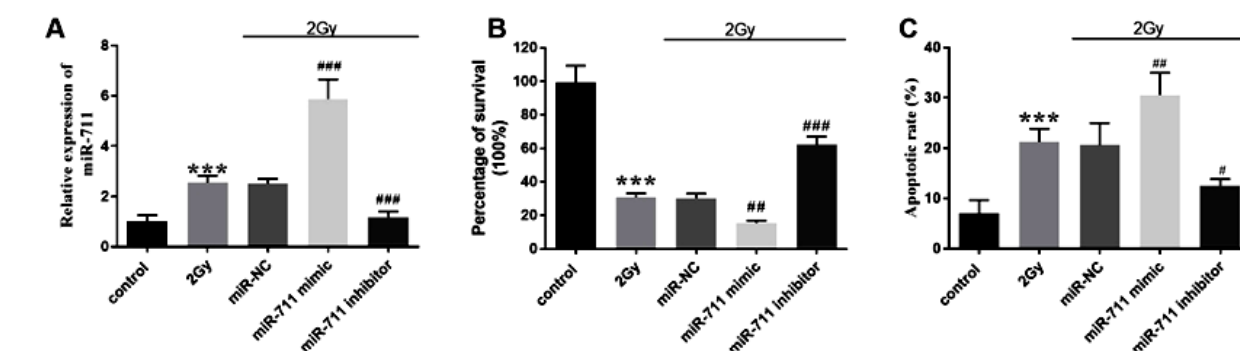 A
Relative expression of
miR-711
8
6
4
2
0
2Gy
***
###
###
control
2Gy
miR-NC
miR-711 mimic
miR-711 inhibitor
B
Percentage of survival
(100%)
120
100
80
60
40
20
0
2Gy
***
##
###
control
2Gy
miR-NC
miR-711 mimic
miR-711 inhibitor
C
Apoptotic rate (%)
40
30
20
10
0
2Gy
***
##
#
control
2Gy
miR-NC
miR-711 mimic
miR-711 inhibitor